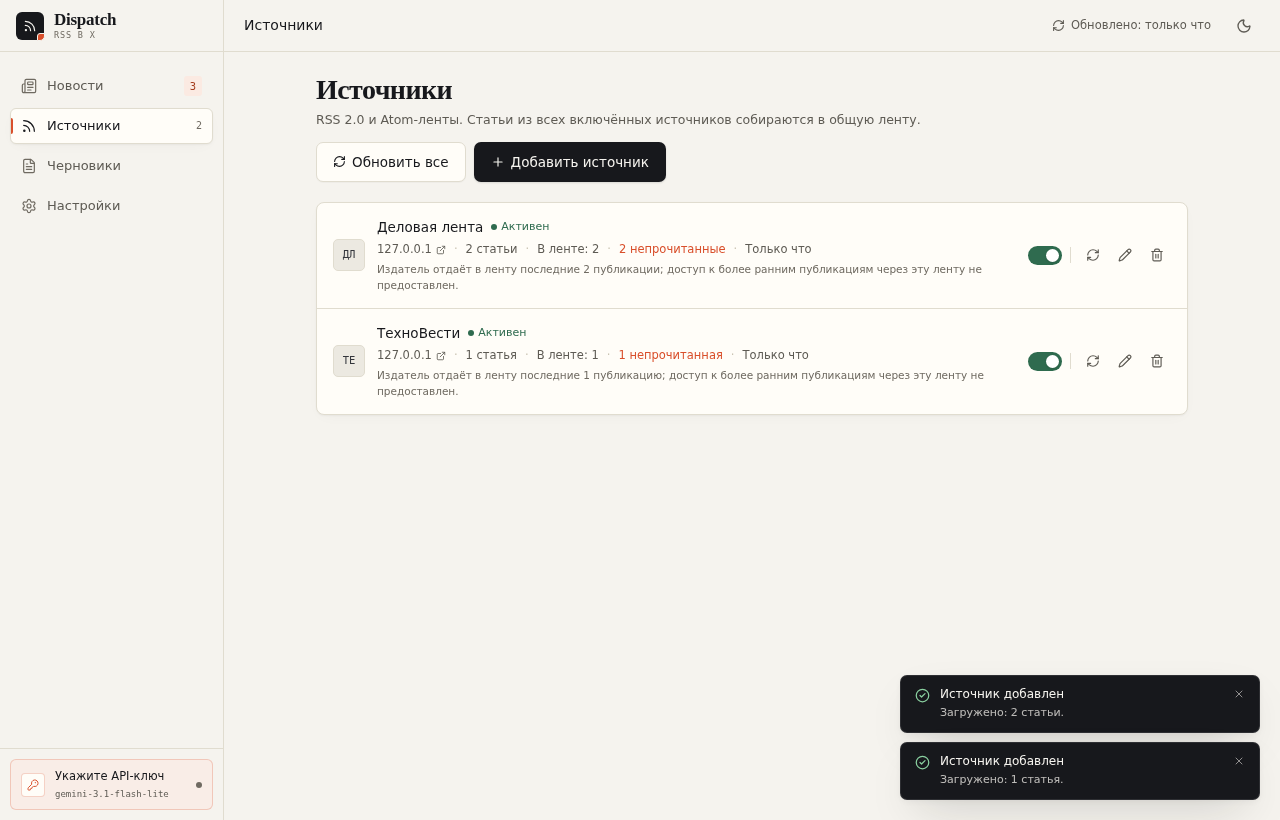 Dispatch
RSS В X
Новости
3
Источники
2
Черновики
Настройки
Укажите API-ключ
gemini-3.1-flash-lite
Источники
Обновлено: только что
Источники
RSS 2.0 и Atom-ленты. Статьи из всех включённых источников собираются в общую ленту.
Обновить все
Добавить источник
ДЛ
Деловая лента
Активен
127.0.0.1 · 2 статьи · В ленте: 2 · 2 непрочитанные · Только что
Издатель отдаёт в ленту последние 2 публикации; доступ к более ранним публикациям через эту ленту не
предоставлен.
ТЕ
ТехноВести
Активен
127.0.0.1 · 1 статья · В ленте: 1 · 1 непрочитанная · Только что
Издатель отдаёт в ленту последние 1 публикацию; доступ к более ранним публикациям через эту ленту не
предоставлен.
Источник добавлен
Загружено: 2 статьи.
Источник добавлен
Загружено: 1 статья.